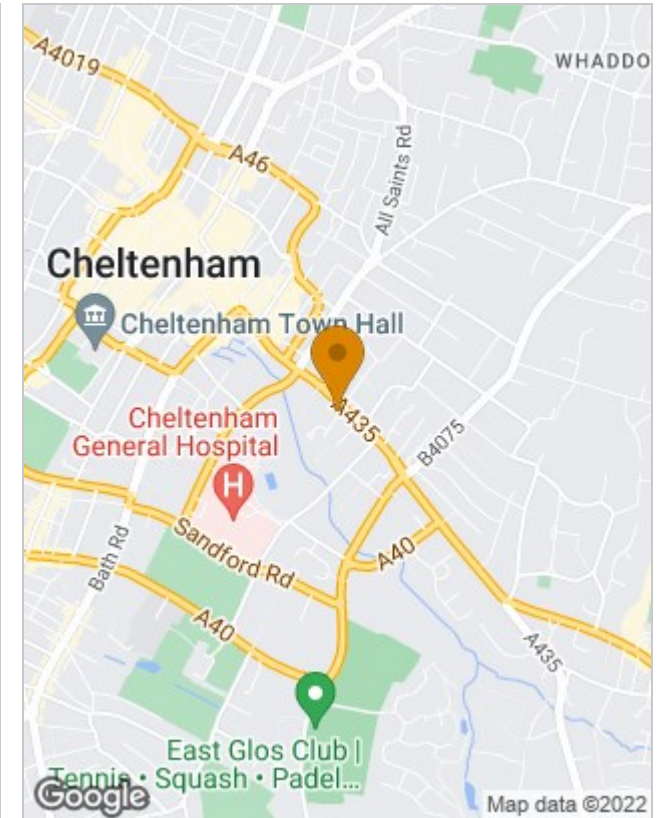 A4019
WHADDO
A46
All Saints Rd
Cheltenham
Cheltenham Town Hall
A435
Cheltenham
General Hospital
H
B4075
Sandford Rd
A40
Bath Rd
A40
A435
East Glos Club |
Tennis • Squash • Padel...
Google
Map data ©2022